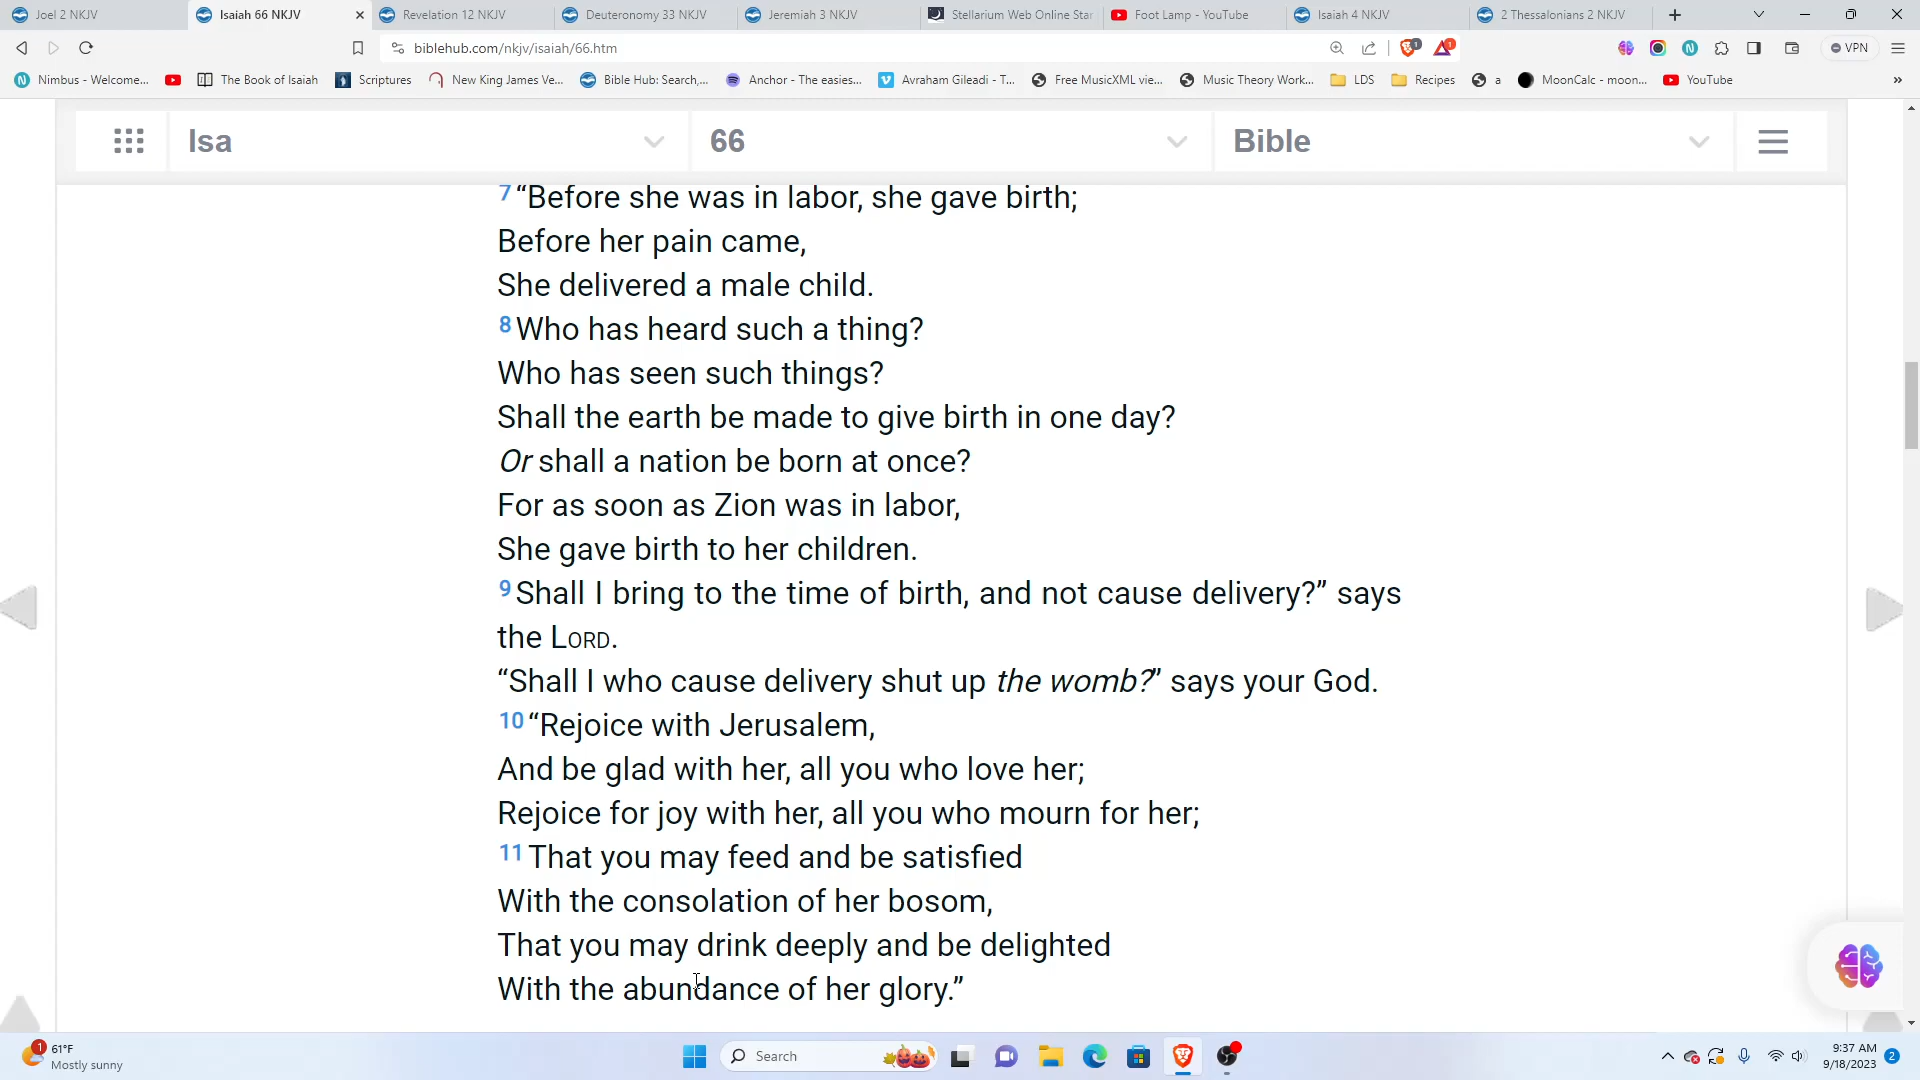 Joel 2 NKJV
Isaiah 66 NKJV
Revelation 12 NKJV
Deuteronomy 33 NKJV
Jeremiah 3 NKJV
Stellarium Web Online Star
Foot Lamp - YouTube
Isaiah 4 NKJV
2 Thessalonians 2 NKJV
biblehub.com/nkjv/isaiah/66.htm
1
1
VPN
Nimbus - Welcome...
The Book of Isaiah
Scriptures
New King James Ve...
Bible Hub: Search,...
Anchor - The easies...
Avraham Gileadi - T...
Free MusicXML vie...
Music Theory Work...
LDS
Recipes
a
MoonCalc - moon...
YouTube
»
Isa
66
Bible
7 “Before she was in labor, she gave birth;
Before her pain came,
She delivered a male child.
8 Who has heard such a thing?
Who has seen such things?
Shall the earth be made to give birth in one day?
Or shall a nation be born at once?
For as soon as Zion was in labor,
She gave birth to her children.
9 Shall I bring to the time of birth, and not cause delivery?” says
the LORD.
“Shall I who cause delivery shut up the womb?” says your God.
10 “Rejoice with Jerusalem,
And be glad with her, all you who love her;
Rejoice for joy with her, all you who mourn for her;
11 That you may feed and be satisfied
With the consolation of her bosom,
That you may drink deeply and be delighted
With the abundance of her glory.”
1
61°F
Mostly sunny
Search
9:37 AM
9/18/2023
2